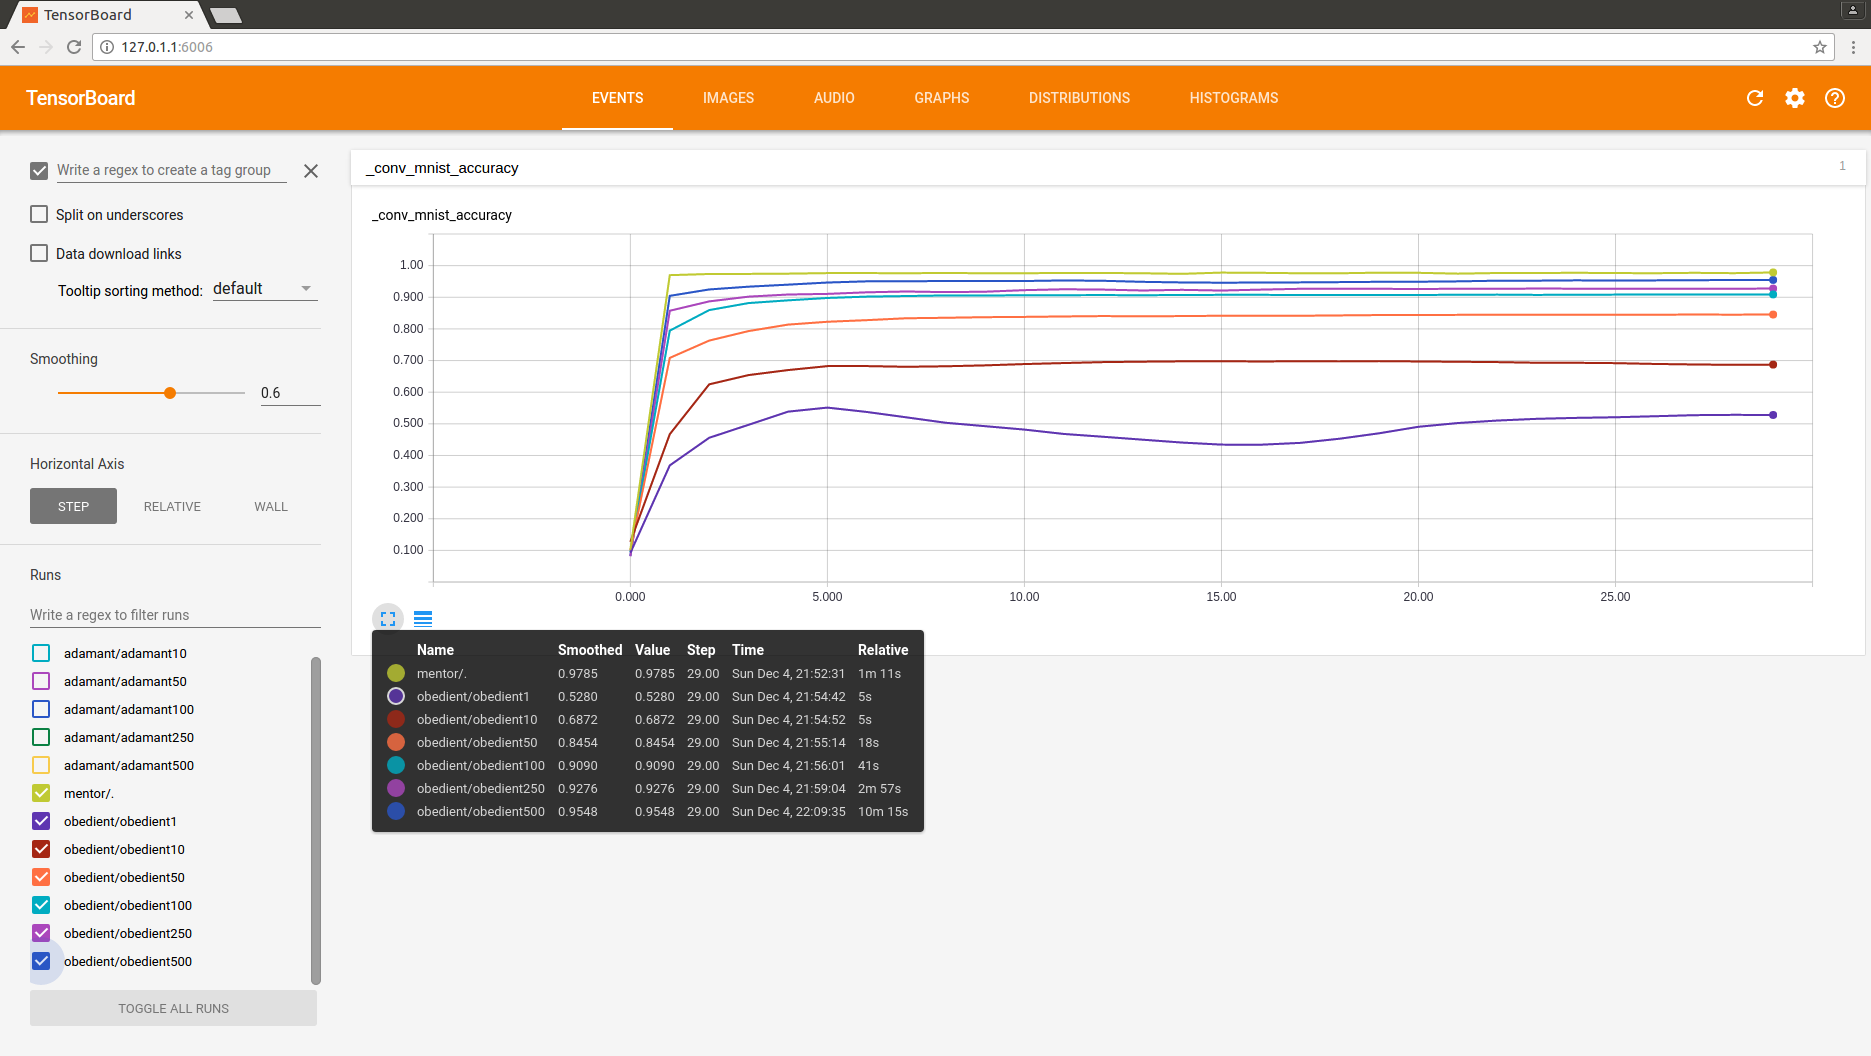 TensorBoard
127.0.1.1:6006
TensorBoard EVENTS IMAGES AUDIO GRAPHS DISTRIBUTIONS HISTOGRAMS
Write a regex to create a tag group
Split on underscores
Data download links
Tooltip sorting method: default
Smoothing
0.6
Horizontal Axis
STEP RELATIVE WALL
Runs
Write a regex to filter runs
adamant/adamant10
adamant/adamant50
adamant/adamant100
adamant/adamant250
adamant/adamant500
mentor/.
obedient/obedient1
obedient/obedient10
obedient/obedient50
obedient/obedient100
obedient/obedient250
obedient/obedient500
TOGGLE ALL RUNS
_conv_mnist_accuracy 1
_conv_mnist_accuracy
1.00
0.900
0.800
0.700
0.600
0.500
0.400
0.300
0.200
0.100
0.000 5.000 10.00 15.00 20.00 25.00
Name Smoothed Value Step Time Relative
mentor/. 0.9785 0.9785 29.00 Sun Dec 4, 21:52:31 1m 11s
obedient/obedient1 0.5280 0.5280 29.00 Sun Dec 4, 21:54:42 5s
obedient/obedient10 0.6872 0.6872 29.00 Sun Dec 4, 21:54:52 5s
obedient/obedient50 0.8454 0.8454 29.00 Sun Dec 4, 21:55:14 18s
obedient/obedient100 0.9090 0.9090 29.00 Sun Dec 4, 21:56:01 41s
obedient/obedient250 0.9276 0.9276 29.00 Sun Dec 4, 21:59:04 2m 57s
obedient/obedient500 0.9548 0.9548 29.00 Sun Dec 4, 22:09:35 10m 15s